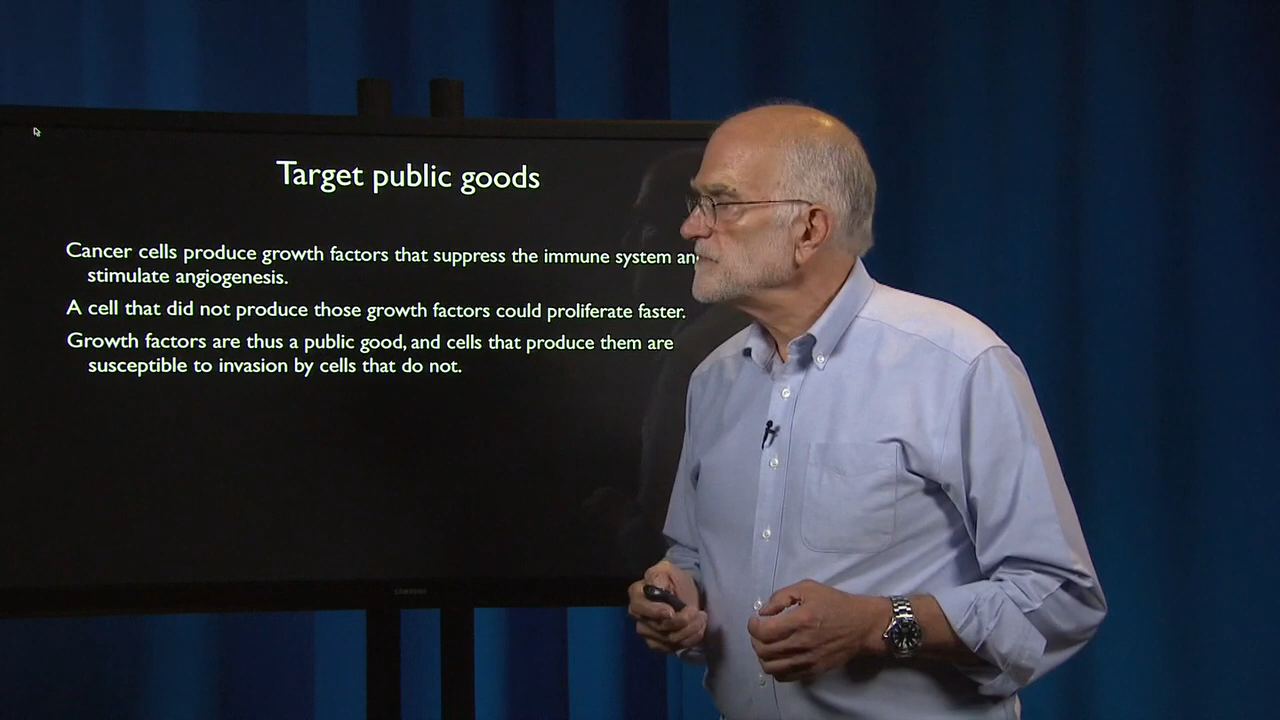 Target public goods
Cancer cells produce growth factors that suppress the immune system an
stimulate angiogenesis.
A cell that did not produce those growth factors could proliferate faster.
Growth factors are thus a public good, and cells that produce them are
susceptible to invasion by cells that do not.
SAMSUNG